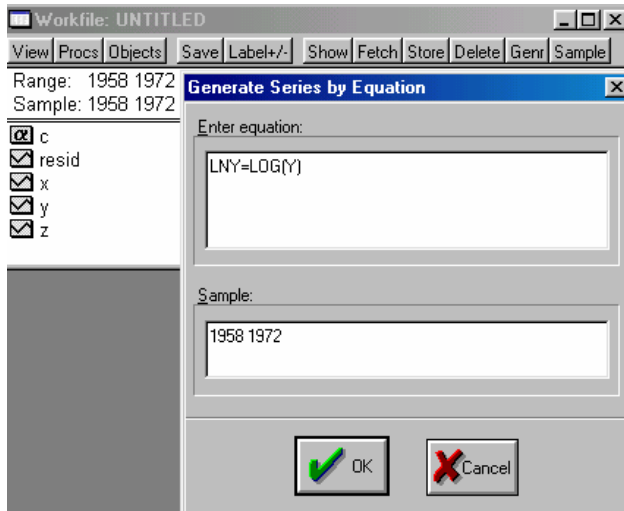 Workfile: UNTITLED
View Procs Objects Save Label+/- Show Fetch Store Delete Genr Sample
Range: 1958 1972
Sample: 1958 1972
c
resid
x
y
z
Generate Series by Equation
Enter equation:
LNY=LOG(Y)
Sample:
1958 1972
OK Cancel